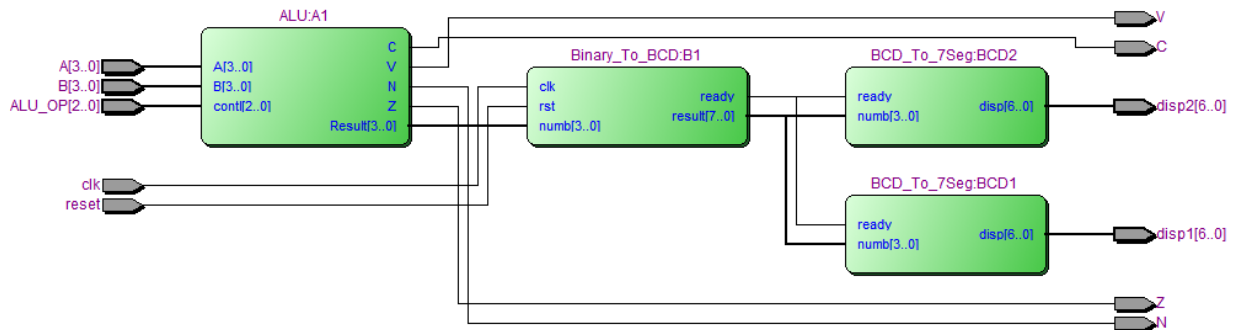 ALU:A1
V
C
A[3..0]
B[3..0]
ALU_OP[2..0]
A[3..0]
B[3..0]
contl[2..0]
C
V
N
Z
Result[3..0]
Binary_To_BCD:B1
clk
rst
numb[3..0]
ready
result[7..0]
BCD_To_7Seg:BCD2
ready
numb[3..0]
disp[6..0]
disp2[6..0]
clk
reset
BCD_To_7Seg:BCD1
ready
numb[3..0]
disp[6..0]
disp1[6..0]
Z
N